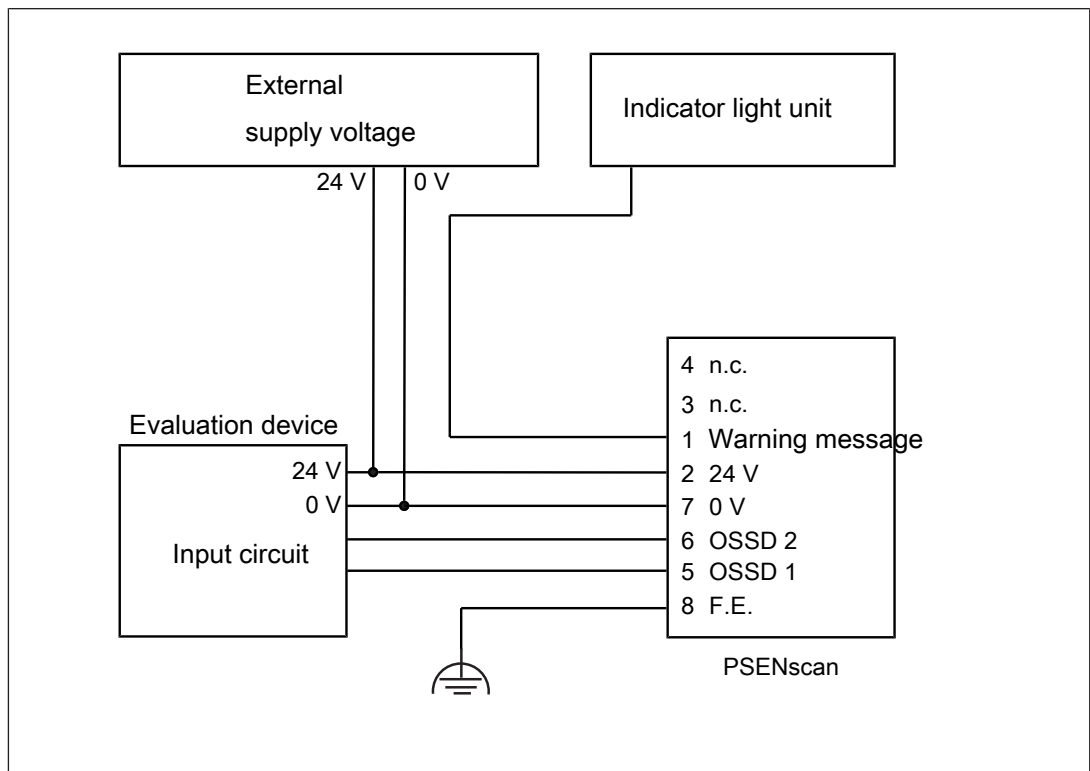 External
supply voltage
Indicator light unit
24 V
0 V
4 n.c.
3 n.c.
1 Warning message
2 24 V
7 0 V
6 OSSD 2
5 OSSD 1
8 F.E.
PSENscan
Evaluation device
24 V
0 V
Input circuit